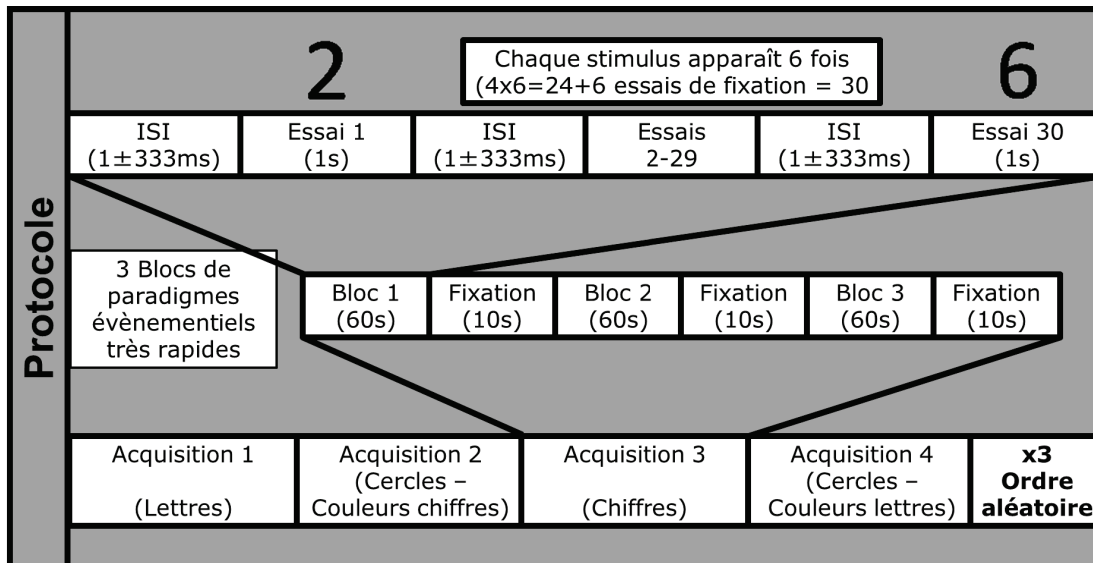 Protocole
2
Chaque stimulus apparaît 6 fois
(4x6=24+6 essais de fixation = 30
6
ISI
(1±333ms)
Essai 1
(1s)
ISI
(1±333ms)
Essais
2-29
ISI
(1±333ms)
Essai 30
(1s)
3 Blocs de
paradigmes
évènementiels
très rapides
Bloc 1
(60s)
Fixation
(10s)
Bloc 2
(60s)
Fixation
(10s)
Bloc 3
(60s)
Fixation
(10s)
Acquisition 1
(Lettres)
Acquisition 2
(Cercles –
Couleurs chiffres)
Acquisition 3
(Chiffres)
Acquisition 4
(Cercles –
Couleurs lettres)
x3
Ordre
aléatoire